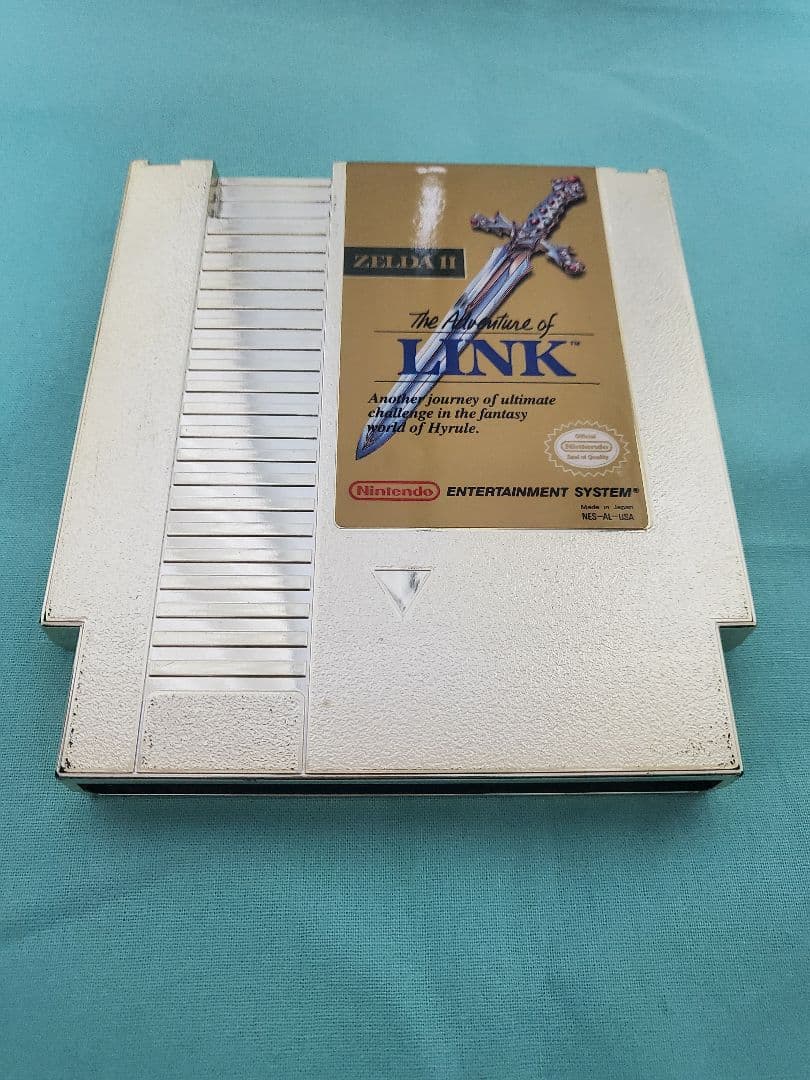 ZELDA II
The Adventure of
LINK™
Another journey of ultimate
challenge in the fantasy
world of Hyrule.
Official
Nintendo
Seal of Quality
Nintendo ENTERTAINMENT SYSTEM®
Made in Japan
NES-AL-USA